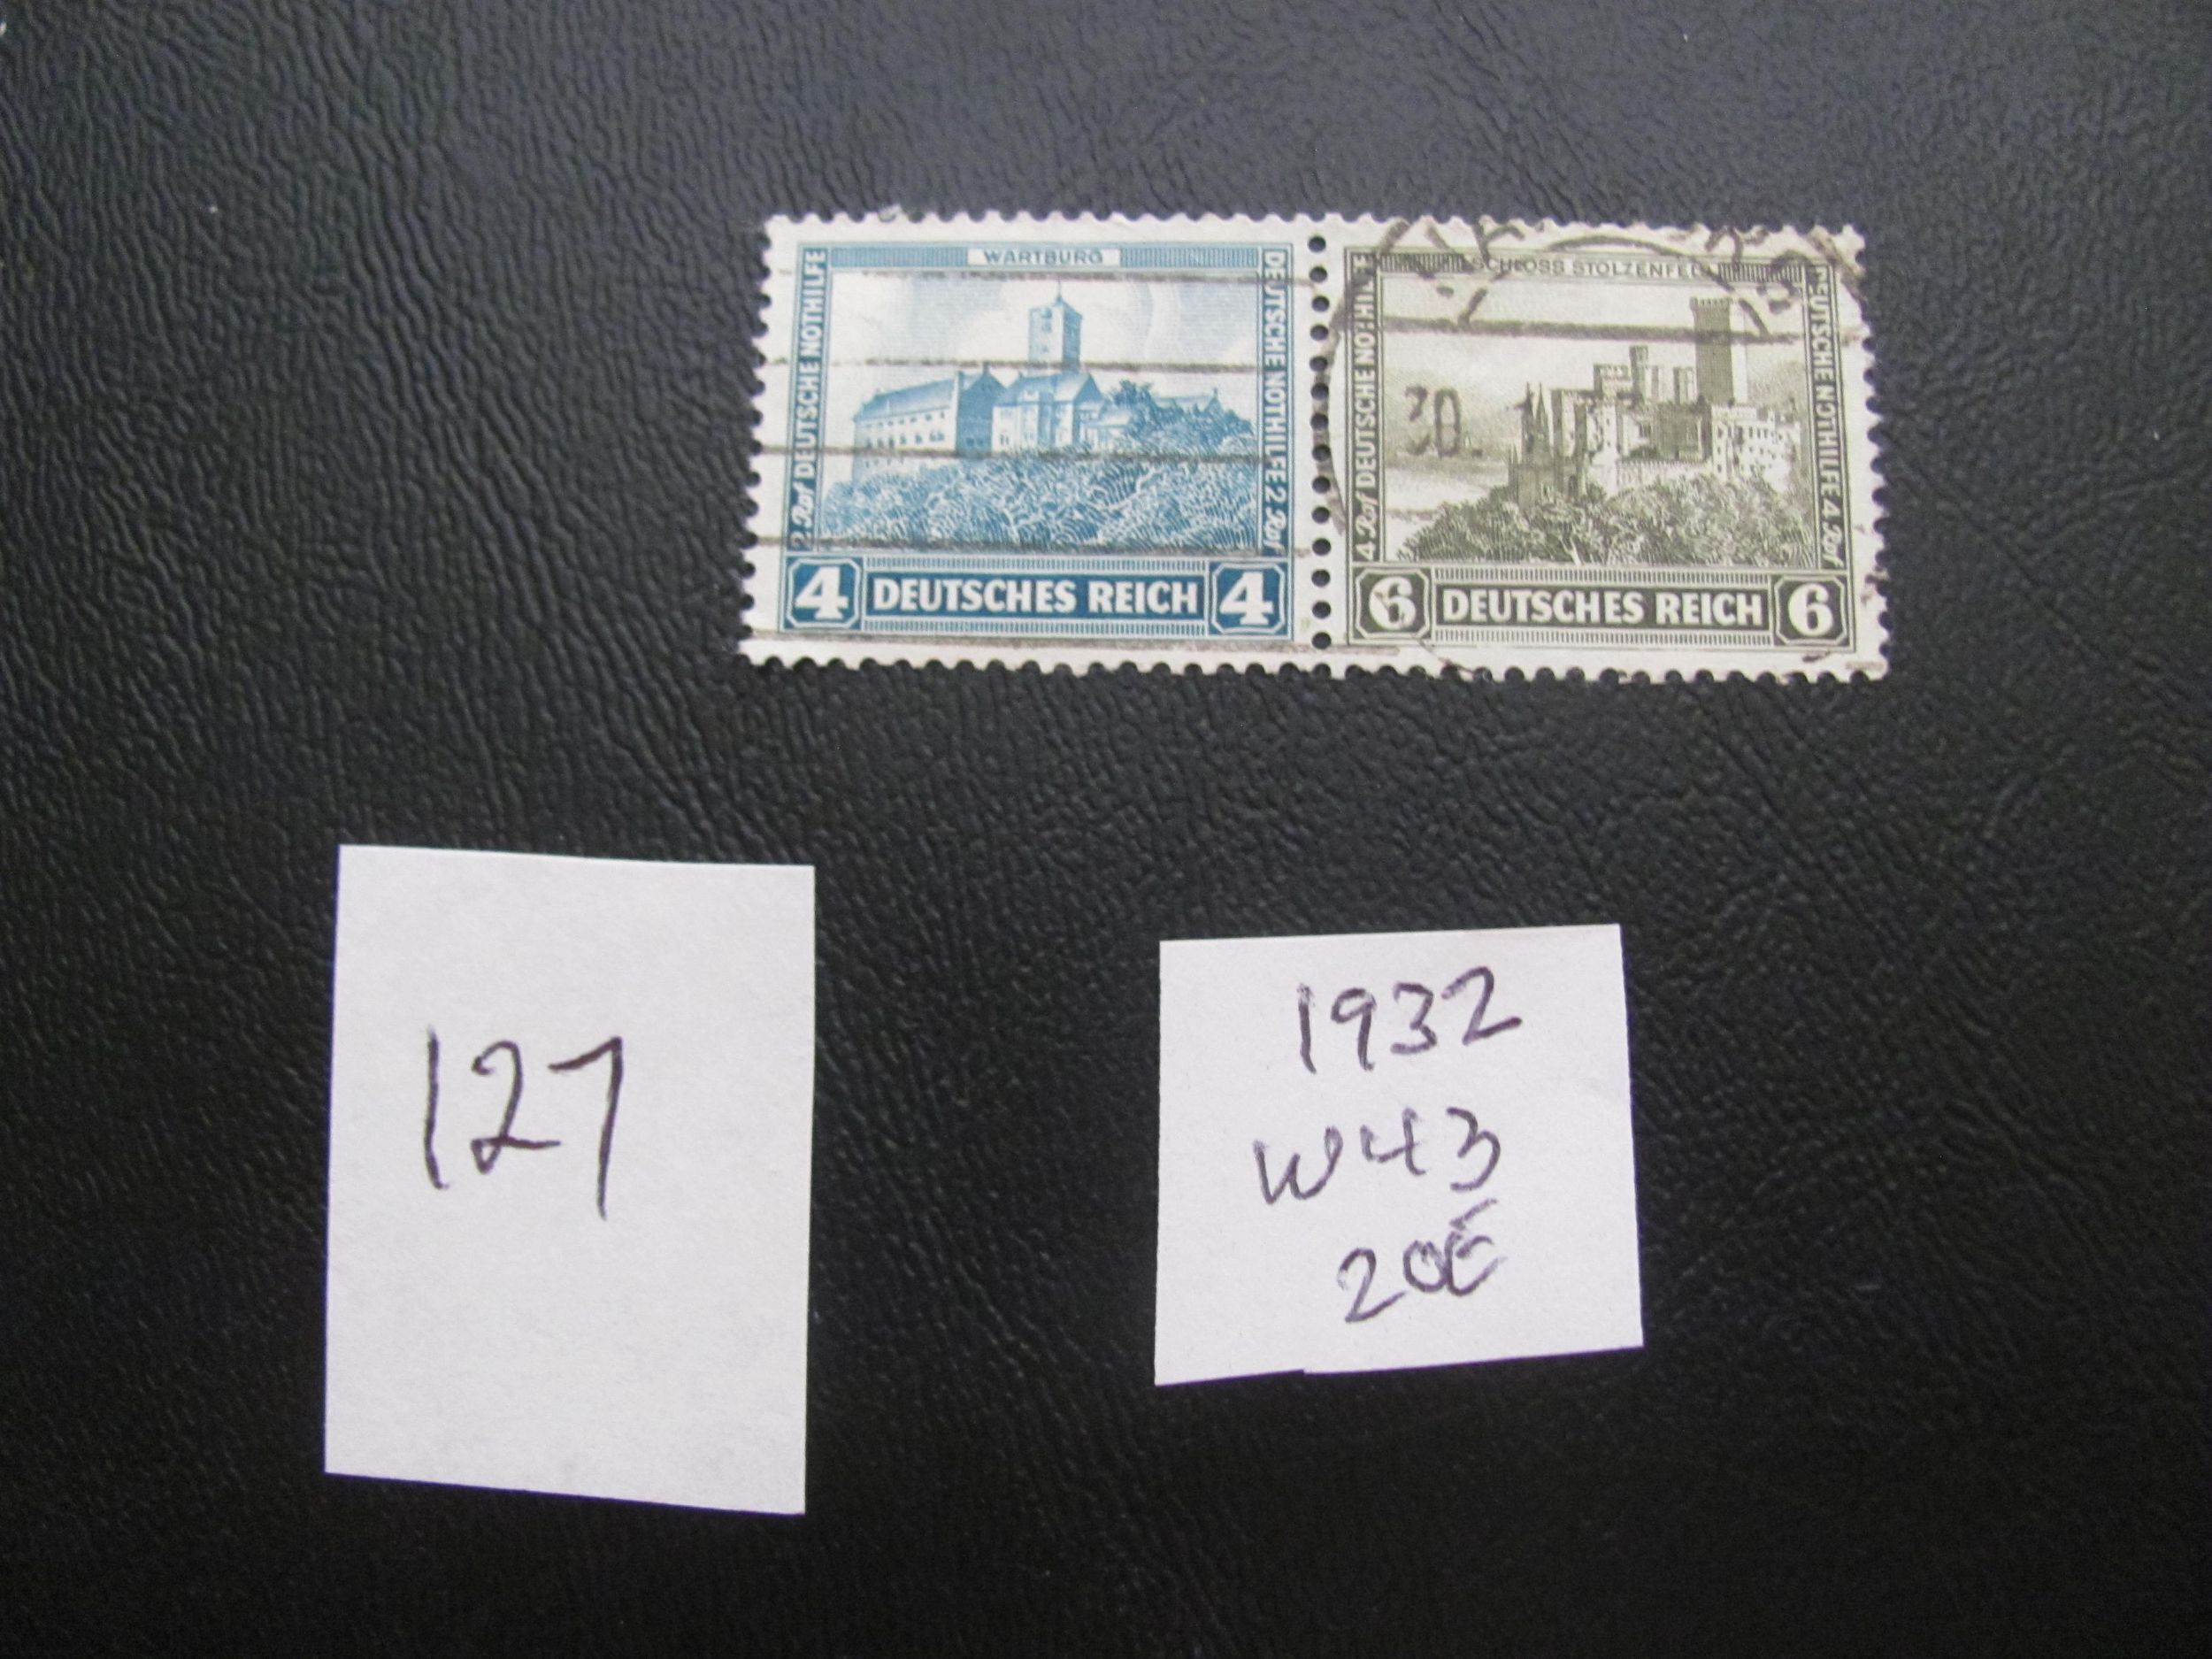 WARTBURG
2 Rpf DEUTSCHE NOTHILFE
DEUTSCHE NOTHILFE 2 Rpf
4 DEUTSCHES REICH 4
SCHLOSS STOLZENFELS
4 Rpf DEUTSCHE NOTHILFE
DEUTSCHE NOTHILFE 4 Rpf
30.
6 DEUTSCHES REICH 6
127
1932
W43
20€